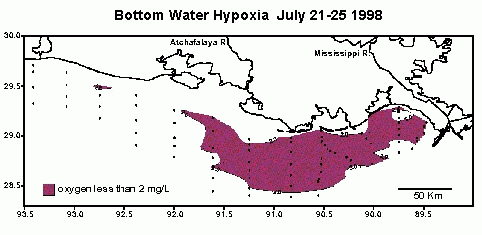 Bottom Water Hypoxia July 21-25 1998
30.0
Atchafalaya R.
Mississippi R.
29.5
29.0
28.5
oxygen less than 2 mg/L
50 Km
93.5 93.0 92.5 92.0 91.5 91.0 90.5 90.0 89.5